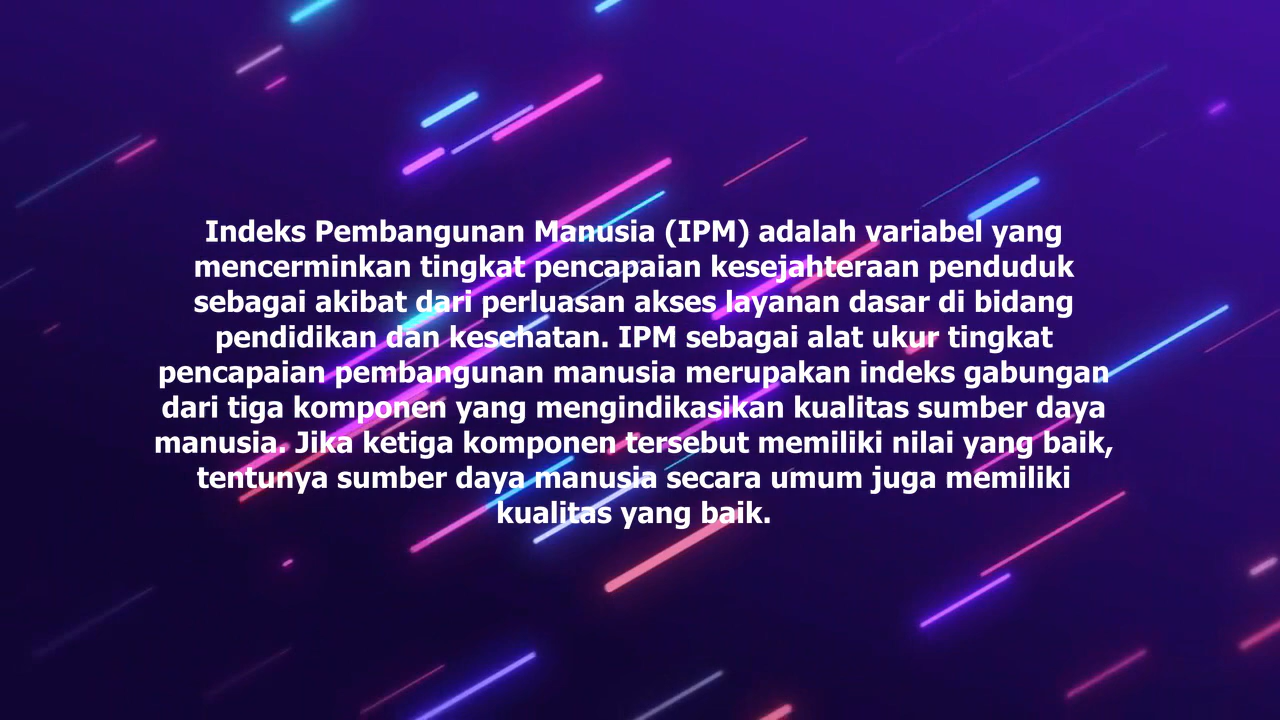 Indeks Pembangunan Manusia (IPM) adalah variabel yang
mencerminkan tingkat pencapaian kesejahteraan penduduk
sebagai akibat dari perluasan akses layanan dasar di bidang
pendidikan dan kesehatan. IPM sebagai alat ukur tingkat
pencapaian pembangunan manusia merupakan indeks gabungan
dari tiga komponen yang mengindikasikan kualitas sumber daya
manusia. Jika ketiga komponen tersebut memiliki nilai yang baik,
tentunya sumber daya manusia secara umum juga memiliki
kualitas yang baik.